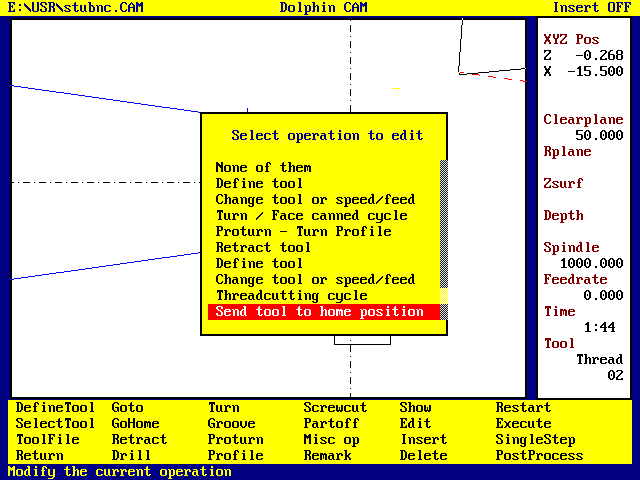 E:\USR\stubnc.CAM Dolphin CAM Insert OFF
XYZ Pos
Z -0.268
X -15.500
Clearplane
50.000
Rplane
Zsurf
Depth
Spindle
1000.000
Feedrate
0.000
Time
1:44
Tool
Thread
02
Select operation to edit
None of them
Define tool
Change tool or speed/feed
Turn / Face canned cycle
Proturn - Turn Profile
Retract tool
Define tool
Change tool or speed/feed
Threadcutting cycle
Send tool to home position
DefineTool Goto Turn Screwcut Show Restart
SelectTool GoHome Groove Partoff Edit Execute
ToolFile Retract Proturn Misc op Insert SingleStep
Return Drill Profile Remark Delete PostProcess
Modify the current operation